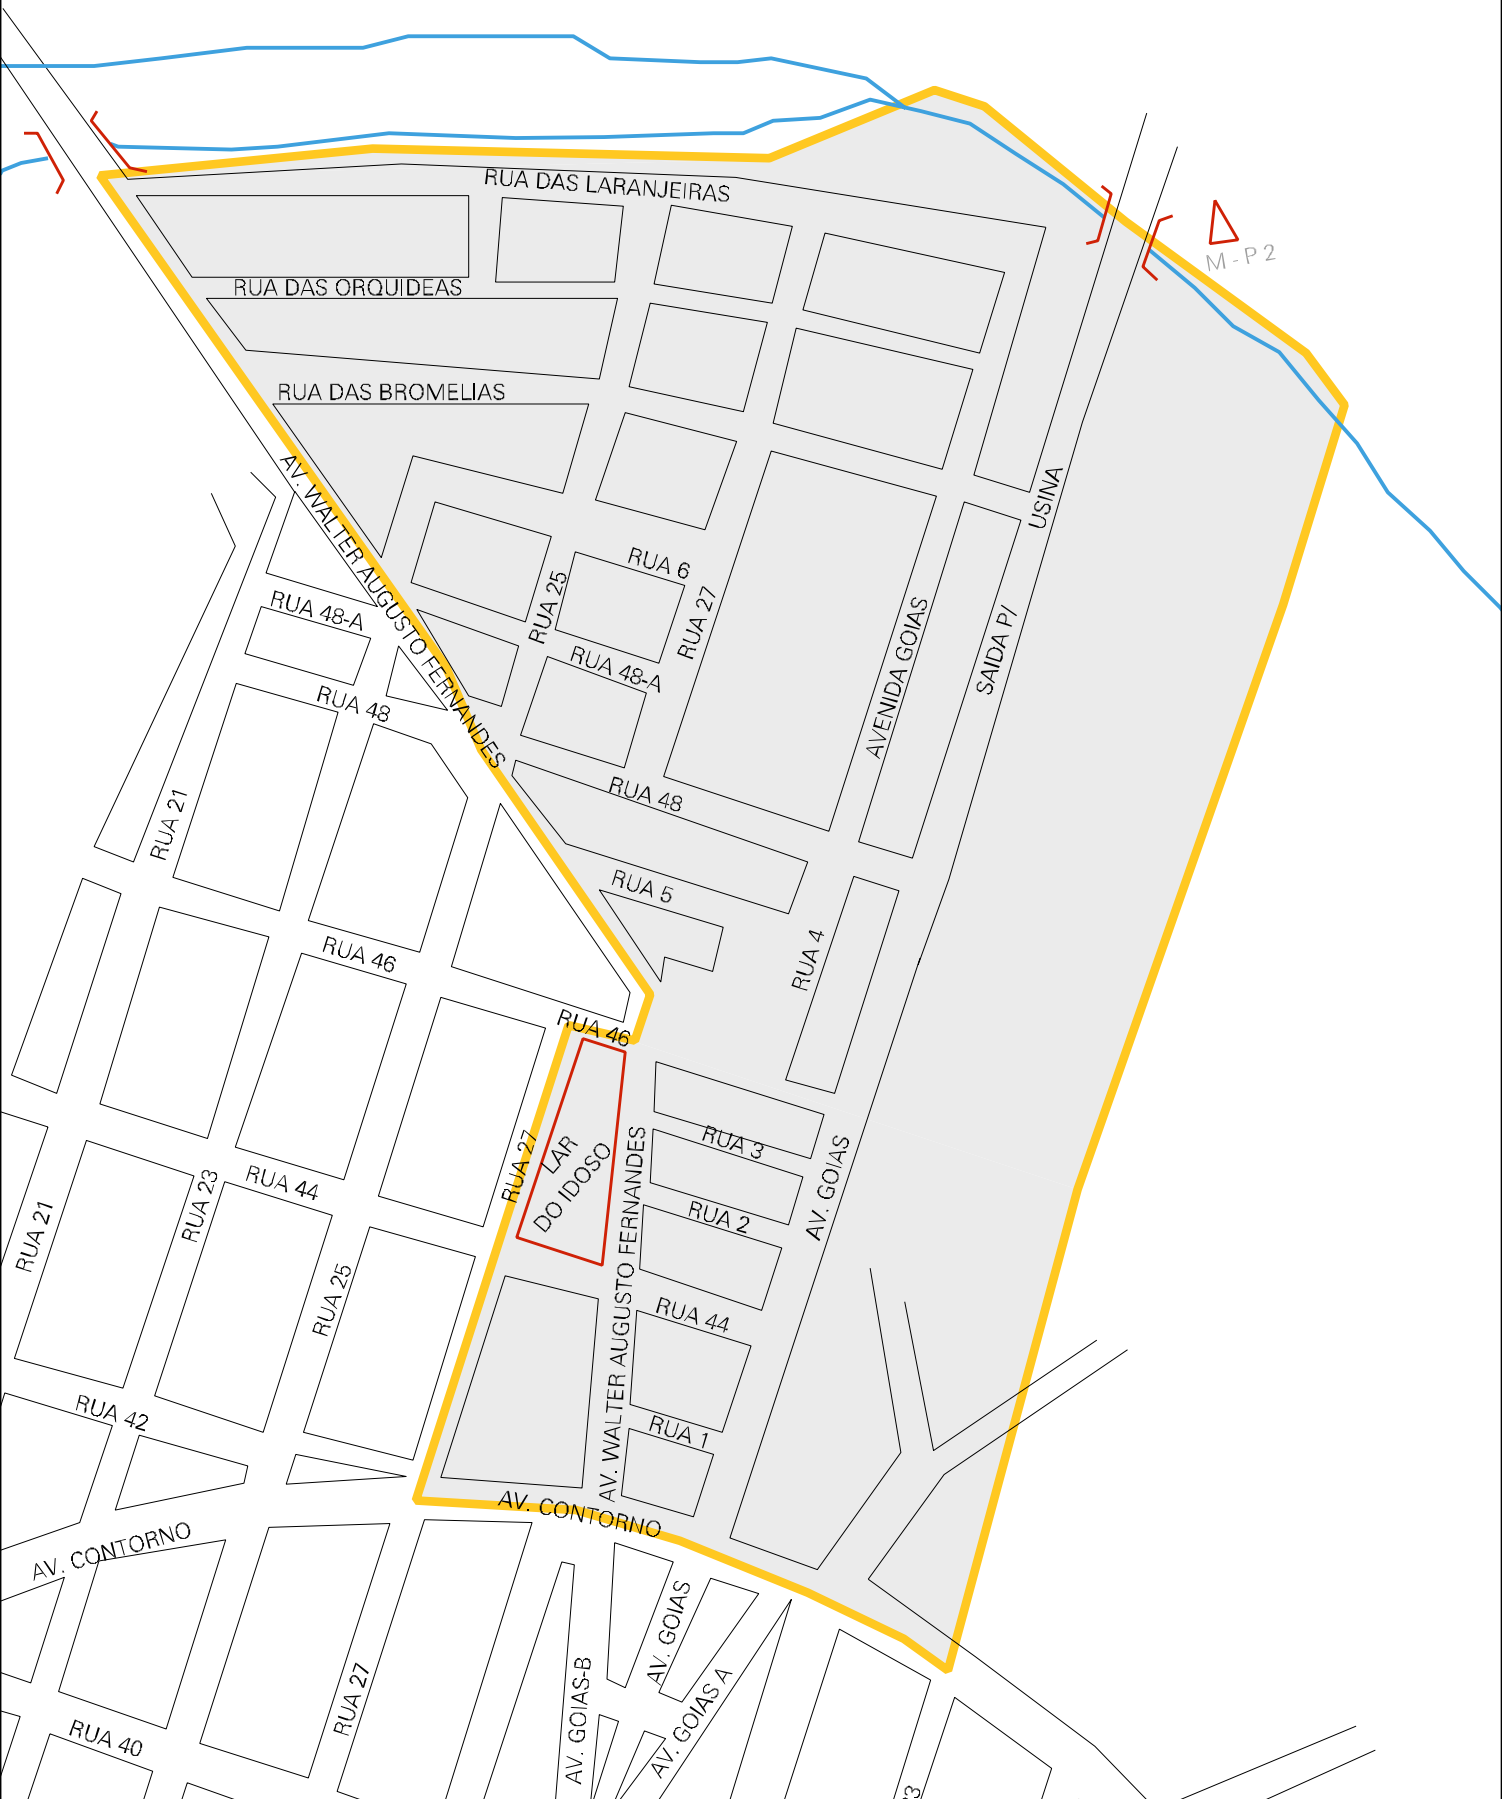 RUA DAS LARANJEIRAS
M-P2
RUA DAS ORQUIDEAS
RUA DAS BROMELIAS
USINA
AV. WALTER AUGUSTO FERNANDES
RUA 6
RUA 25
RUA 27
RUA 48-A
AVENIDA GOIAS
SAIDA P/
RUA 48-A
RUA 48
RUA 48
RUA 21
RUA 5
RUA 46
RUA 4
RUA 46
RUA 27
LAR
DO IDOSO
RUA 3
AV. WALTER AUGUSTO FERNANDES
AV. GOIAS
RUA 44
RUA 23
RUA 21
RUA 2
RUA 25
RUA 44
RUA 42
RUA 1
AV. CONTORNO
AV. CONTORNO
AV. GOIAS
AV. GOIAS-B
AV. GOIAS A
RUA 27
RUA 40